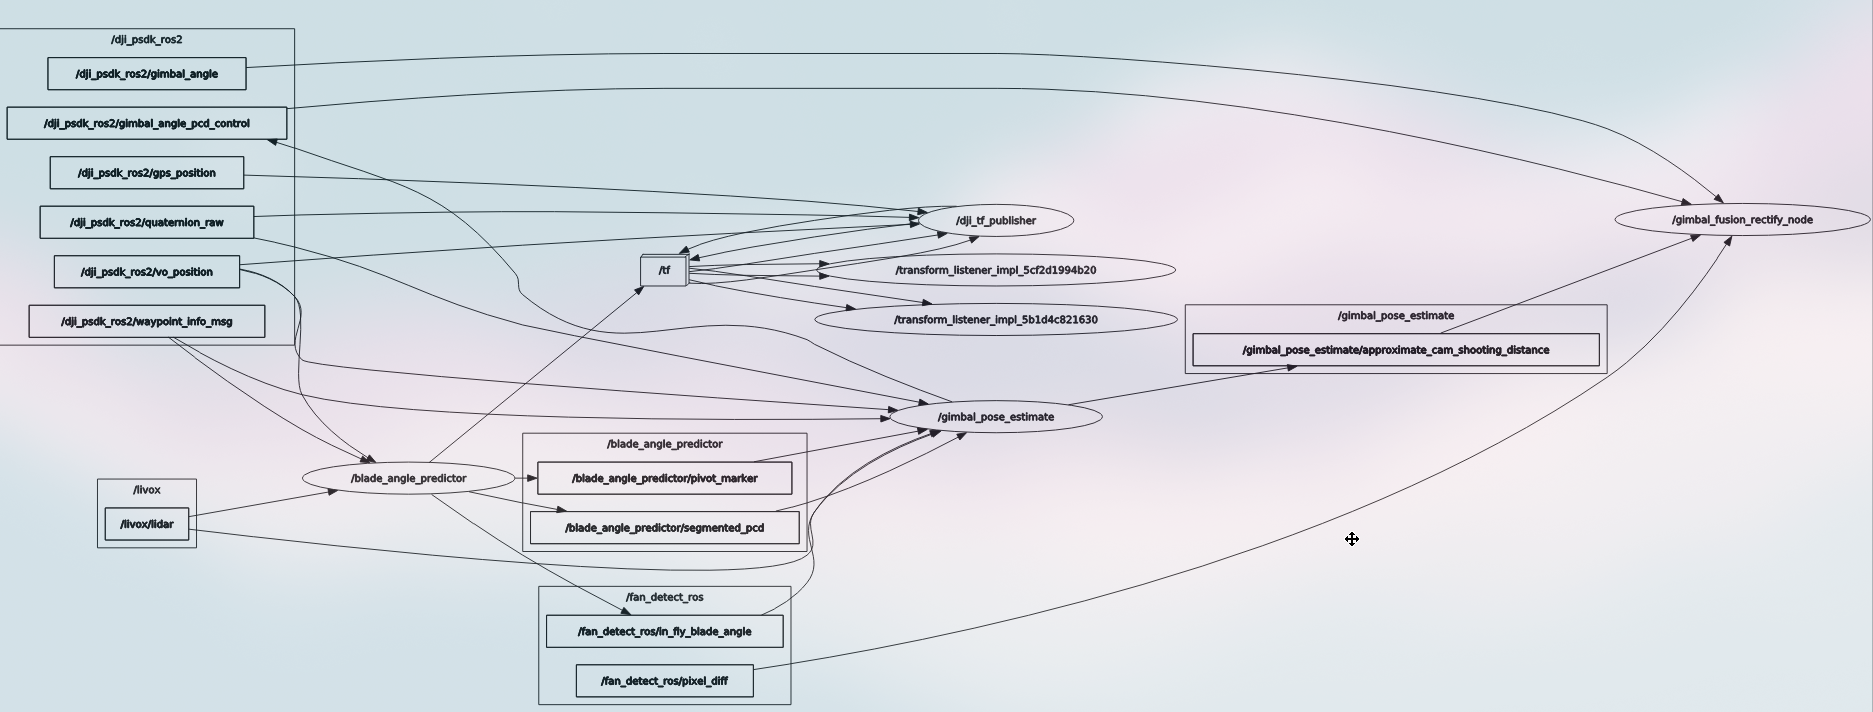 /dji_psdk_ros2
/dji_psdk_ros2/gimbal_angle
/dji_psdk_ros2/gimbal_angle_pcd_control
/dji_psdk_ros2/gps_position
/dji_psdk_ros2/quaternion_raw
/dji_psdk_ros2/vo_position
/dji_psdk_ros2/waypoint_info_msg
/livox
/livox/lidar
/blade_angle_predictor
/tf
/blade_angle_predictor
/blade_angle_predictor/pivot_marker
/blade_angle_predictor/segmented_pcd
/fan_detect_ros
/fan_detect_ros/in_fly_blade_angle
/fan_detect_ros/pixel_diff
/dji_tf_publisher
/transform_listener_impl_5cf2d1994b20
/transform_listener_impl_5b1d4c821630
/gimbal_pose_estimate
/gimbal_pose_estimate
/gimbal_pose_estimate/approximate_cam_shooting_distance
/gimbal_fusion_rectify_node